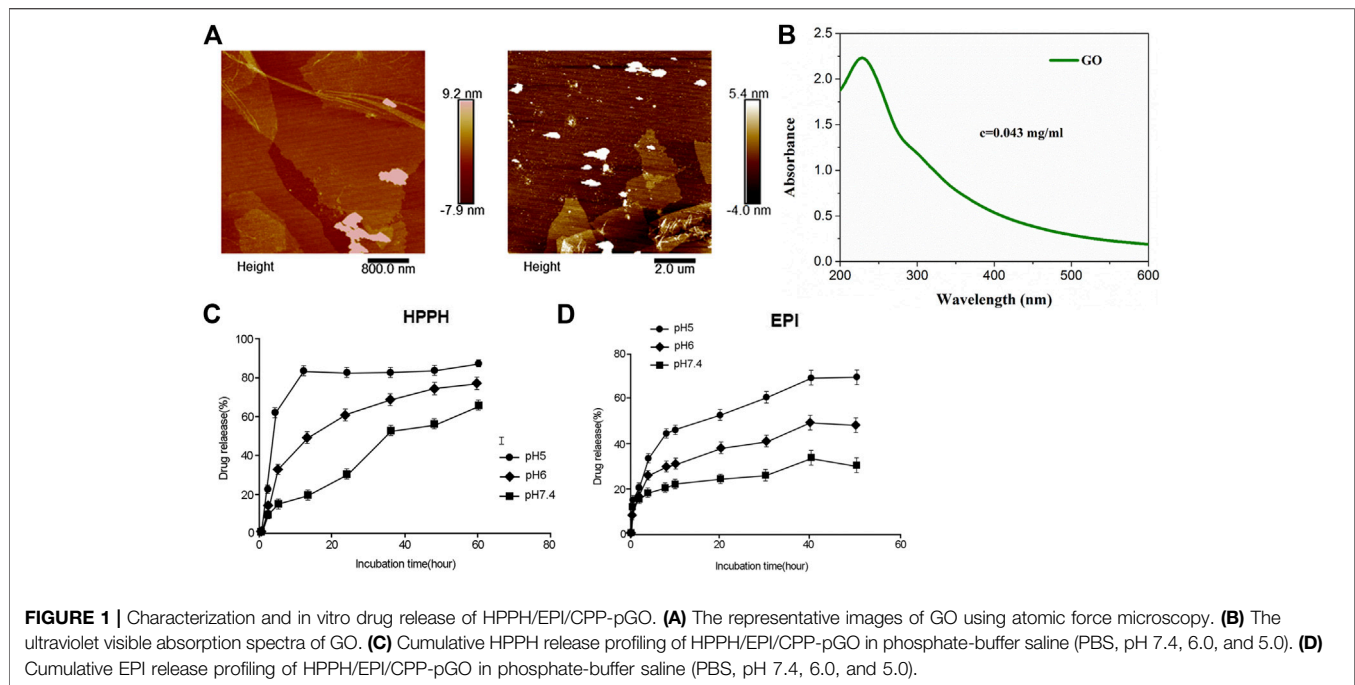 A
9.2 nm
-7.9 nm
Height
800.0 nm
5.4 nm
-4.0 nm
Height
2.0 um
B
2.5
2.0
1.5
1.0
0.5
0.0
Absorbance
GO
c=0.043 mg/ml
200
300
400
500
600
Wavelength (nm)
C
HPPH
100
80
60
40
20
0
Drug relaease(%)
pH5
pH6
pH7.4
0
20
40
60
80
Incubation time(hour)
D
EPI
pH5
pH6
pH7.4
80
60
40
20
0
Drug relaease(%)
0
20
40
60
Incubation time(hour)
FIGURE 1 | Characterization and in vitro drug release of HPPH/EPI/CPP-pGO. (A) The representative images of GO using atomic force microscopy. (B) The
ultraviolet visible absorption spectra of GO. (C) Cumulative HPPH release profiling of HPPH/EPI/CPP-pGO in phosphate-buffer saline (PBS, pH 7.4, 6.0, and 5.0). (D)
Cumulative EPI release profiling of HPPH/EPI/CPP-pGO in phosphate-buffer saline (PBS, pH 7.4, 6.0, and 5.0).